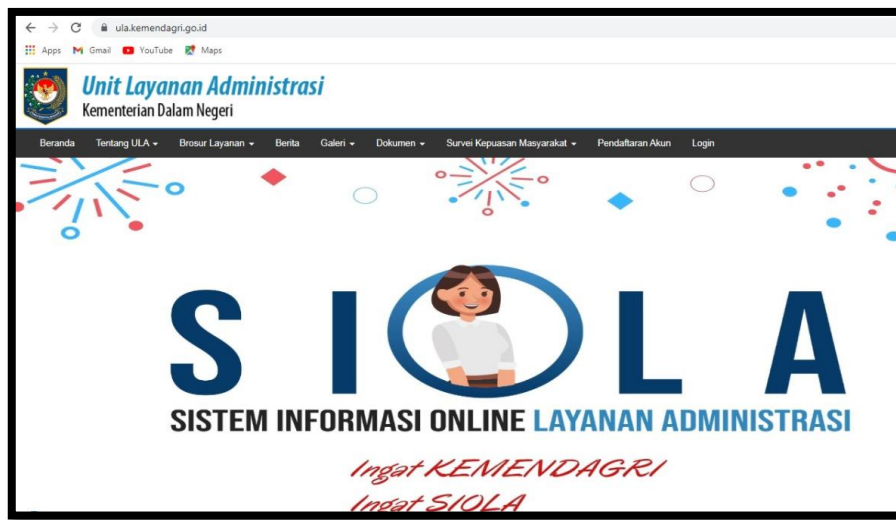 ula.kemendagri.go.id
Apps Gmail YouTube Maps
Unit Layanan Administrasi
Kementerian Dalam Negeri
Beranda Tentang ULA Brosur Layanan Berita Galeri Dokumen Survei Kepuasan Masyarakat Pendaftaran Akun Login
SIOLA
SISTEM INFORMASI ONLINE LAYANAN ADMINISTRASI
Ingat KEMENDAGRI
Ingat SIOLA